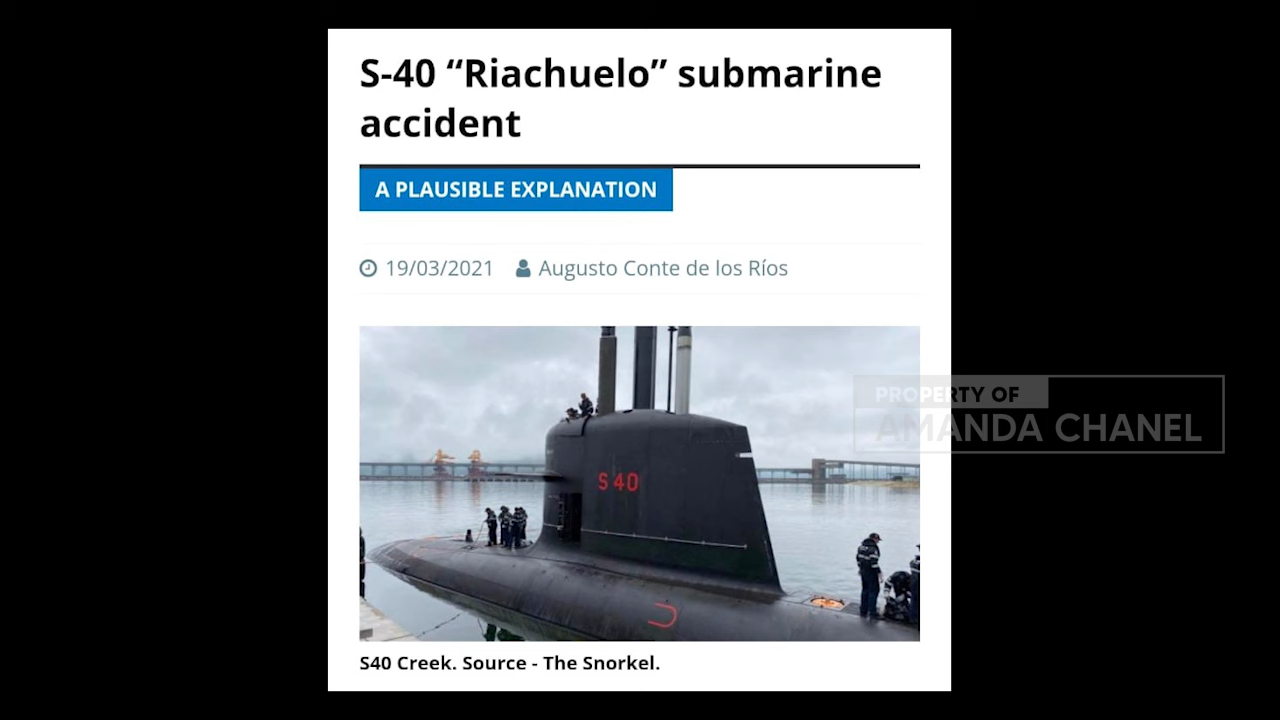 S-40 “Riachuelo” submarine
accident
A PLAUSIBLE EXPLANATION
19/03/2021 Augusto Conte de los Ríos
S 40
PROPERTY OF
AMANDA CHANEL
S40 Creek. Source - The Snorkel.